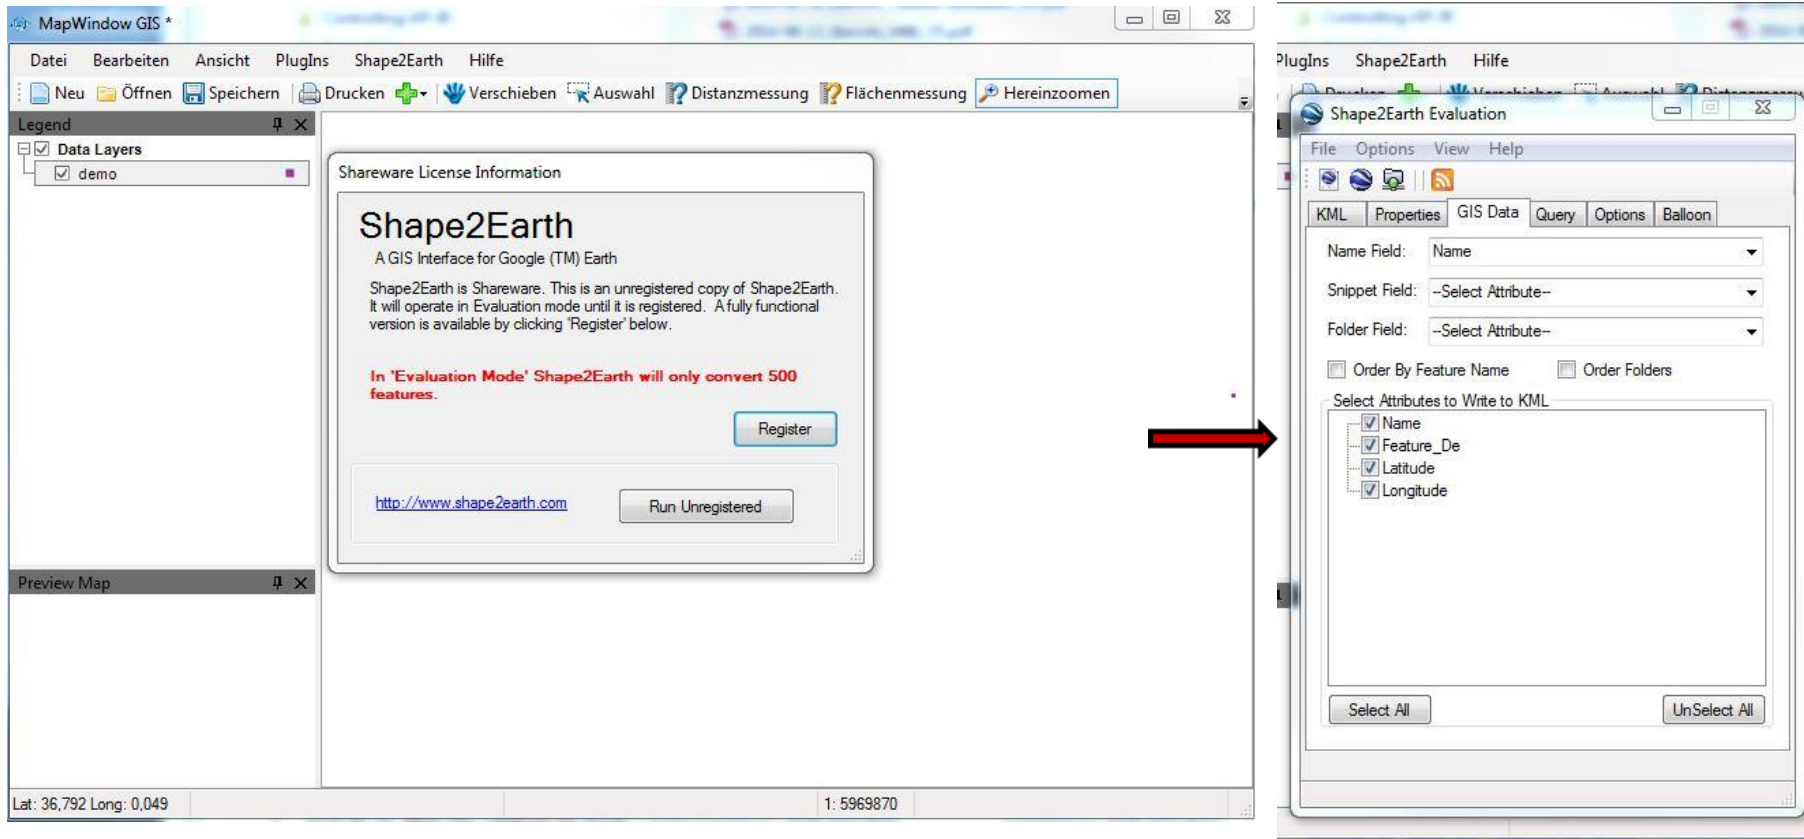 MapWindow GIS *
Datei Bearbeiten Ansicht PlugIns Shape2Earth Hilfe
Neu Öffnen Speichern Drucken Verschieben Auswahl Distanzmessung Flächenmessung Hereinzoomen
Legend
Data Layers
demo
Shareware License Information
Shape2Earth
A GIS Interface for Google (TM) Earth
Shape2Earth is Shareware. This is an unregistered copy of Shape2Earth.
It will operate in Evaluation mode until it is registered. A fully functional
version is available by clicking 'Register' below.
In 'Evaluation Mode' Shape2Earth will only convert 500
features.
Register
http://www.shape2earth.com
Run Unregistered
Preview Map
Lat: 36,792 Long: 0,049
1: 5969870
PlugIns Shape2Earth Hilfe
Shape2Earth Evaluation
File Options View Help
KML Properties GIS Data Query Options Balloon
Name Field: Name
Snippet Field: --Select Attribute--
Folder Field: --Select Attribute--
Order By Feature Name Order Folders
Select Attributes to Write to KML
Name
Feature_De
Latitude
Longitude
Select All UnSelect All